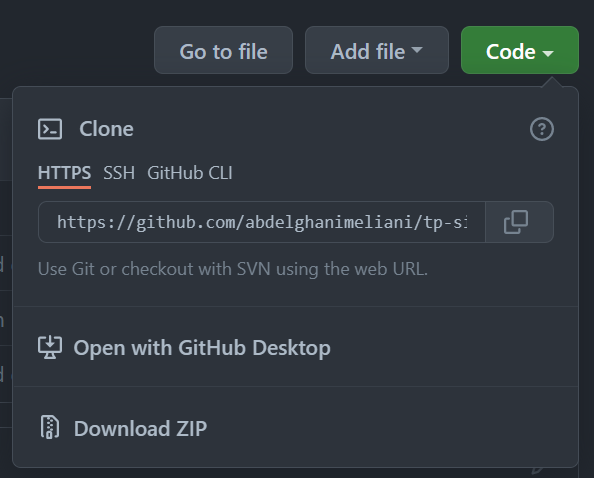 Go to file Add file Code
Clone
HTTPS SSH GitHub CLI
https://github.com/abdelghanimeliani/tp-si
Use Git or checkout with SVN using the web URL.
Open with GitHub Desktop
Download ZIP